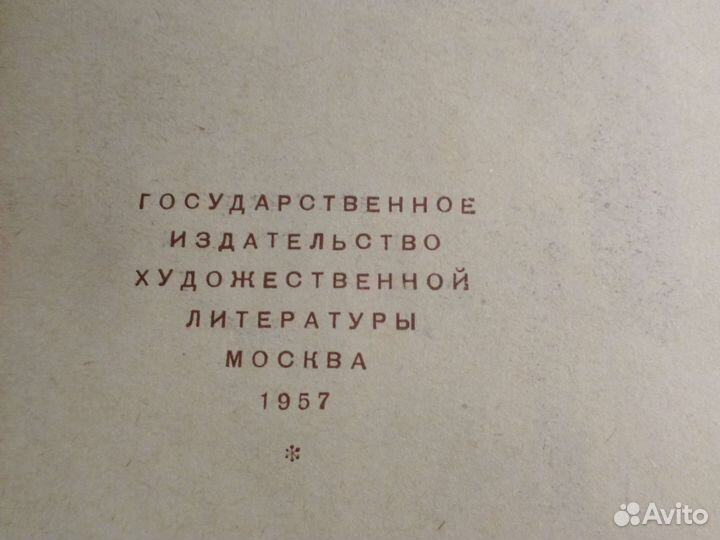 ГОСУДАРСТВЕННОЕ
ИЗДАТЕЛЬСТВО
ХУДОЖЕСТВЕННОЙ
ЛИТЕРАТУРЫ
МОСКВА
1957
*
Avito